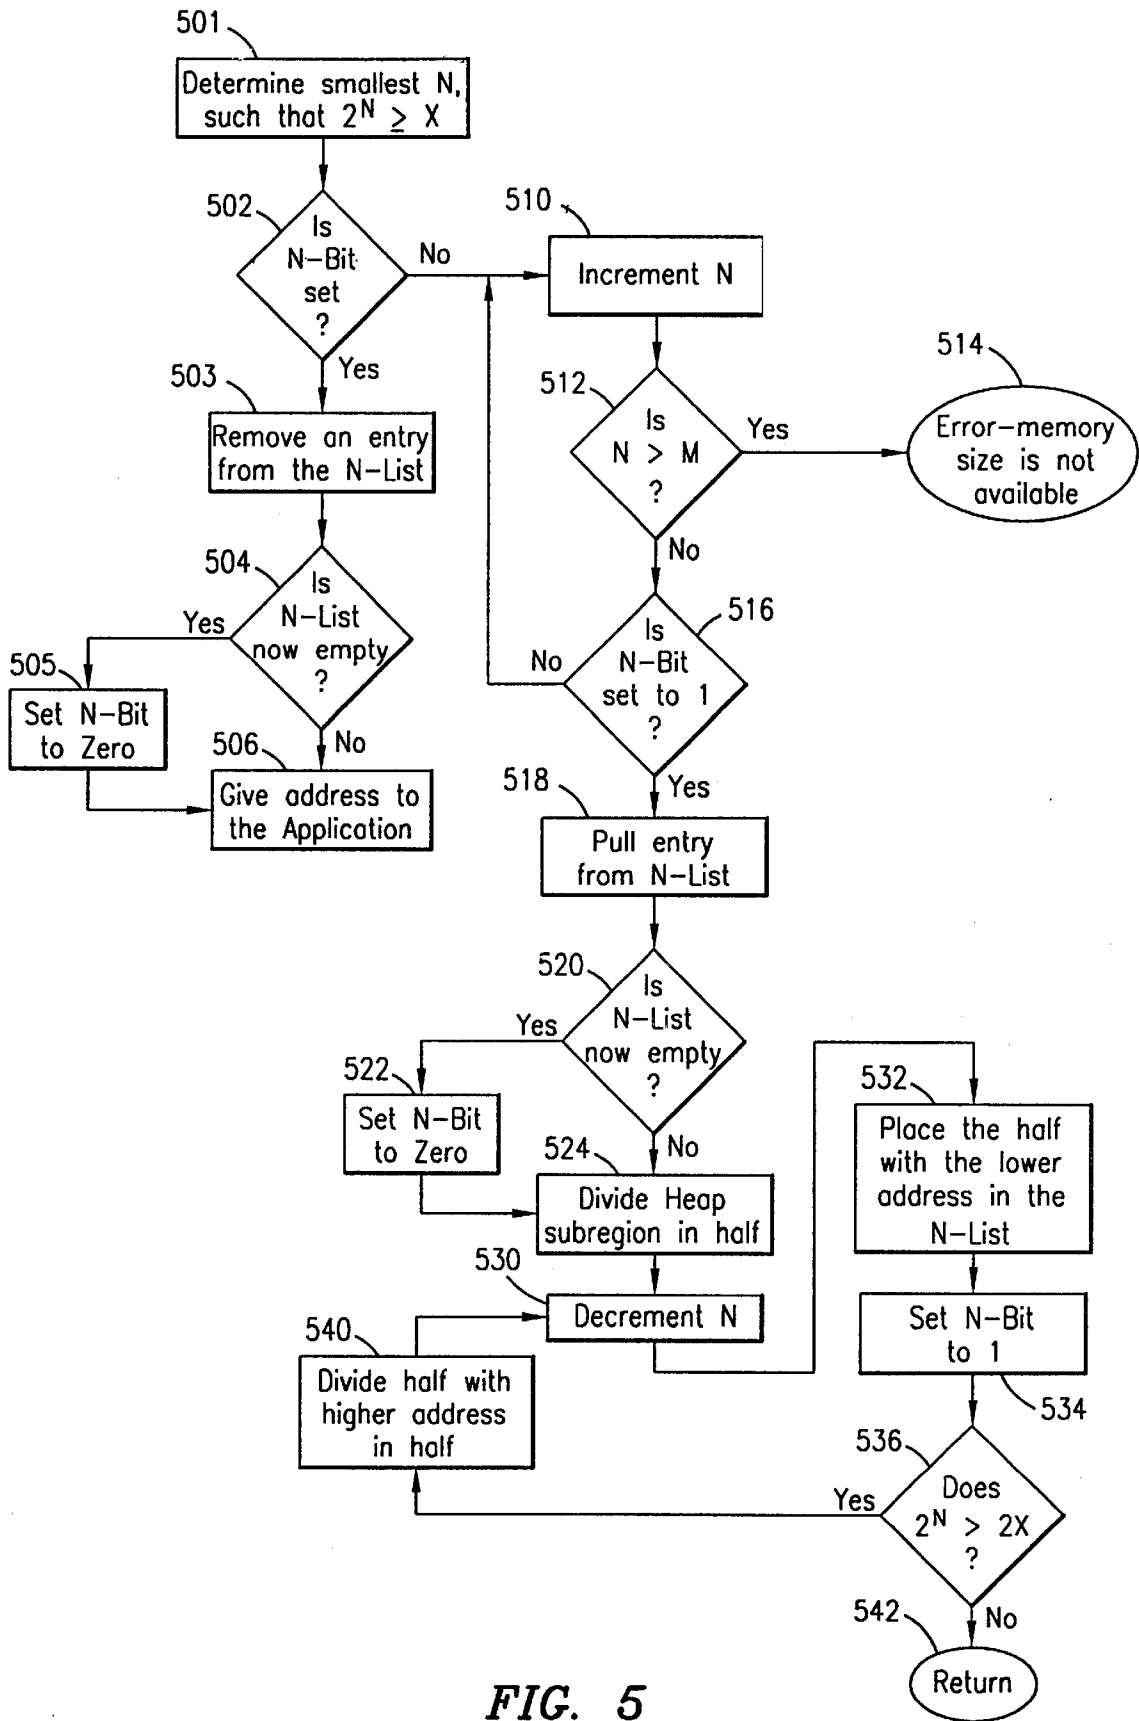 501
Determine smallest N,
such that 2^N ≥ X
502
Is
N-Bit
set
?
No
Yes
510
Increment N
503
Remove an entry
from the N-List
512
Is
N > M
?
Yes
No
514
Error-memory
size is not
available
504
Is
N-List
now empty
?
Yes
No
505
Set N-Bit
to Zero
506
Give address to
the Application
516
Is
N-Bit
set to 1
?
No
Yes
518
Pull entry
from N-List
520
Is
N-List
now empty
?
Yes
No
522
Set N-Bit
to Zero
524
Divide Heap
subregion in half
530
Decrement N
532
Place the half
with the lower
address in the
N-List
Set N-Bit
to 1
534
540
Divide half with
higher address
in half
536
Does
2^N > 2X
?
Yes
No
542
Return
FIG. 5